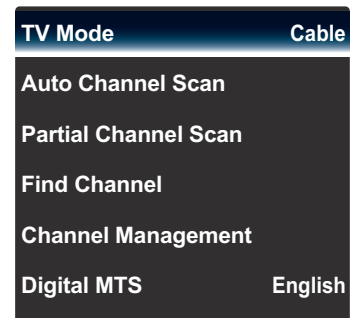 TV Mode Cable
Auto Channel Scan
Partial Channel Scan
Find Channel
Channel Management
Digital MTS English